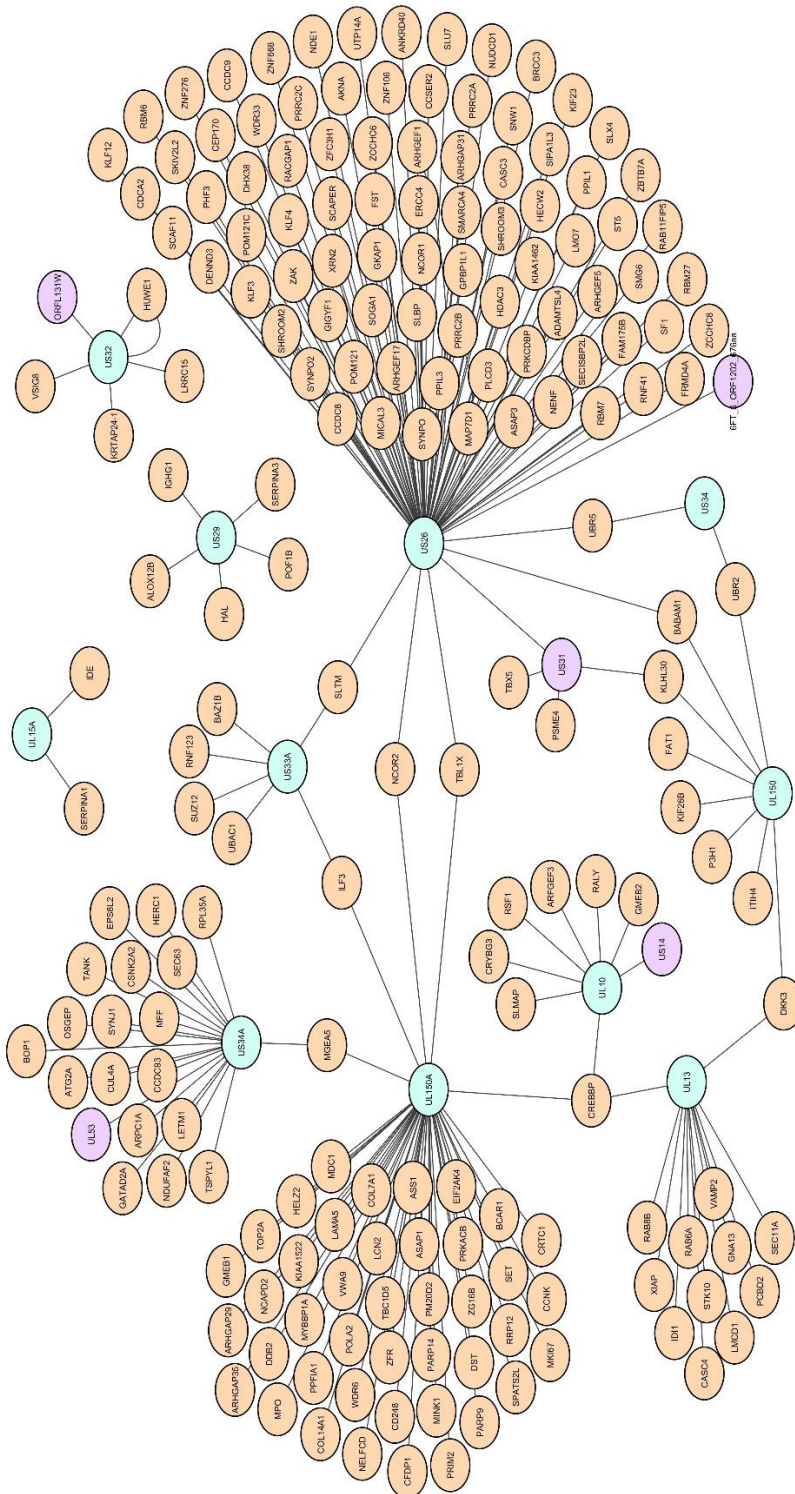 KLF12
RBM6
ZNF276
CCDC9
ZNF668
NDE1
UTP14A
ANKRD40
SLU7
NUDCD1
BRCC3
KIF23
SLX4
ZBTB7A
RAB11FIP5
RBM27
ZCCHC8
6FT_6_ORF1202_676aa
CDCA2
SKIV2L2
CEP170
WDR33
PRRC2C
AKNA
ZNF106
CCSER2
PRRC2A
SNW1
SIPA1L3
PPIL1
ST5
SMG6
SF1
FRMD4A
SCAF11
PHF3
DHX38
RACGAP1
ZFC3H1
ZCCHC6
ARHGEF1
ARHGAP31
CASC3
HECW2
LMO7
ARHGEF5
FAM175B
RNF41
DENND3
POM121C
KLF4
SCAPER
FST
ERCC4
SMARCA4
SHROOM3
KIAA1462
ADAMTSL4
SECISBP2L
RBM7
KLF3
ZAK
XRN2
GKAP1
NCOR1
GPBP1L1
HDAC3
PRKCDBP
NENF
SHROOM2
GIGYF1
SOGA1
SLBP
PRRC2B
PLCD3
ASAP3
SYNPO2
POM121
ARHGEF17
PPIL3
MAP7D1
CCDC8
MICAL3
SYNPO
US26
ORFL131W
HUWE1
VSIG8
US32
LRRC15
KRTAP24-1
IGHG1
SERPINA3
US29
ALOX12B
POF1B
HAL
UBR5
US34
UBR2
BABAM1
IDE
UL15A
SERPINA1
SLTM
BAZ1B
RNF123
US33A
SUZ12
UBAC1
ILF3
NCOR2
TBL1X
TBX5
US31
PSME4
KLHL30
FAT1
KIF26B
UL150
P3H1
ITIH4
DKK3
EPS8L2
HERC1
RPL35A
TANK
CSNK2A2
SEC63
OSGEP
SYNJ1
MFF
BOP1
US34A
ATG2A
CUL4A
CCDC93
UL53
ARPC1A
LETM1
GATAD2A
NDUFAF2
TSPYL1
MGEA5
UL150A
RSF1
ARFGEF3
RALY
GMEB2
CRYBG3
US14
SLMAP
UL10
CREBBP
UL13
MDC1
HELZ2
TOP2A
GMEB1
COL7A1
LAMA5
KIAA1522
NCAPD2
ARHGAP29
ASS1
LCN2
VWA9
MYBBP1A
DDB2
ARHGAP35
EIF2AK4
ASAP1
TBC1D5
POLA2
PPFIA1
MPO
BCAR1
PRKACB
PM20D2
ZFR
WDR6
COL14A1
CRTC1
SET
ZG16B
PARP14
CD248
NELFCD
CCNK
RRP12
DST
MINK1
CFDP1
MKI67
SPATS2L
PARP9
PRIM2
RAB8B
XIAP
RAB6A
VAMP2
IDI1
STK10
GNA13
SEC11A
CASC4
LMCD1
PCBD2